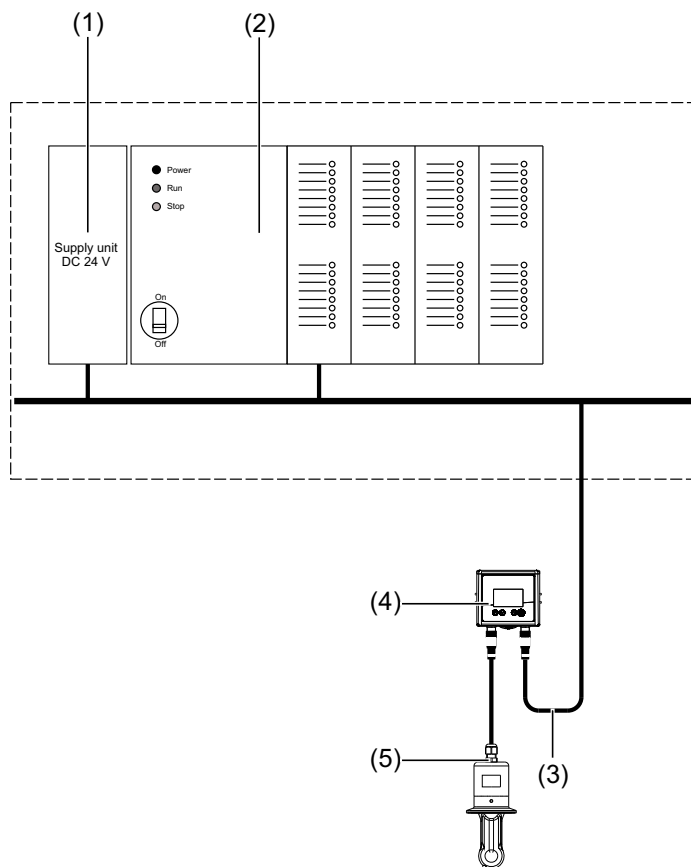 (1)
(2)
Power
Run
Stop
Supply unit
DC 24 V
On
Off
(4)
(5)
(3)